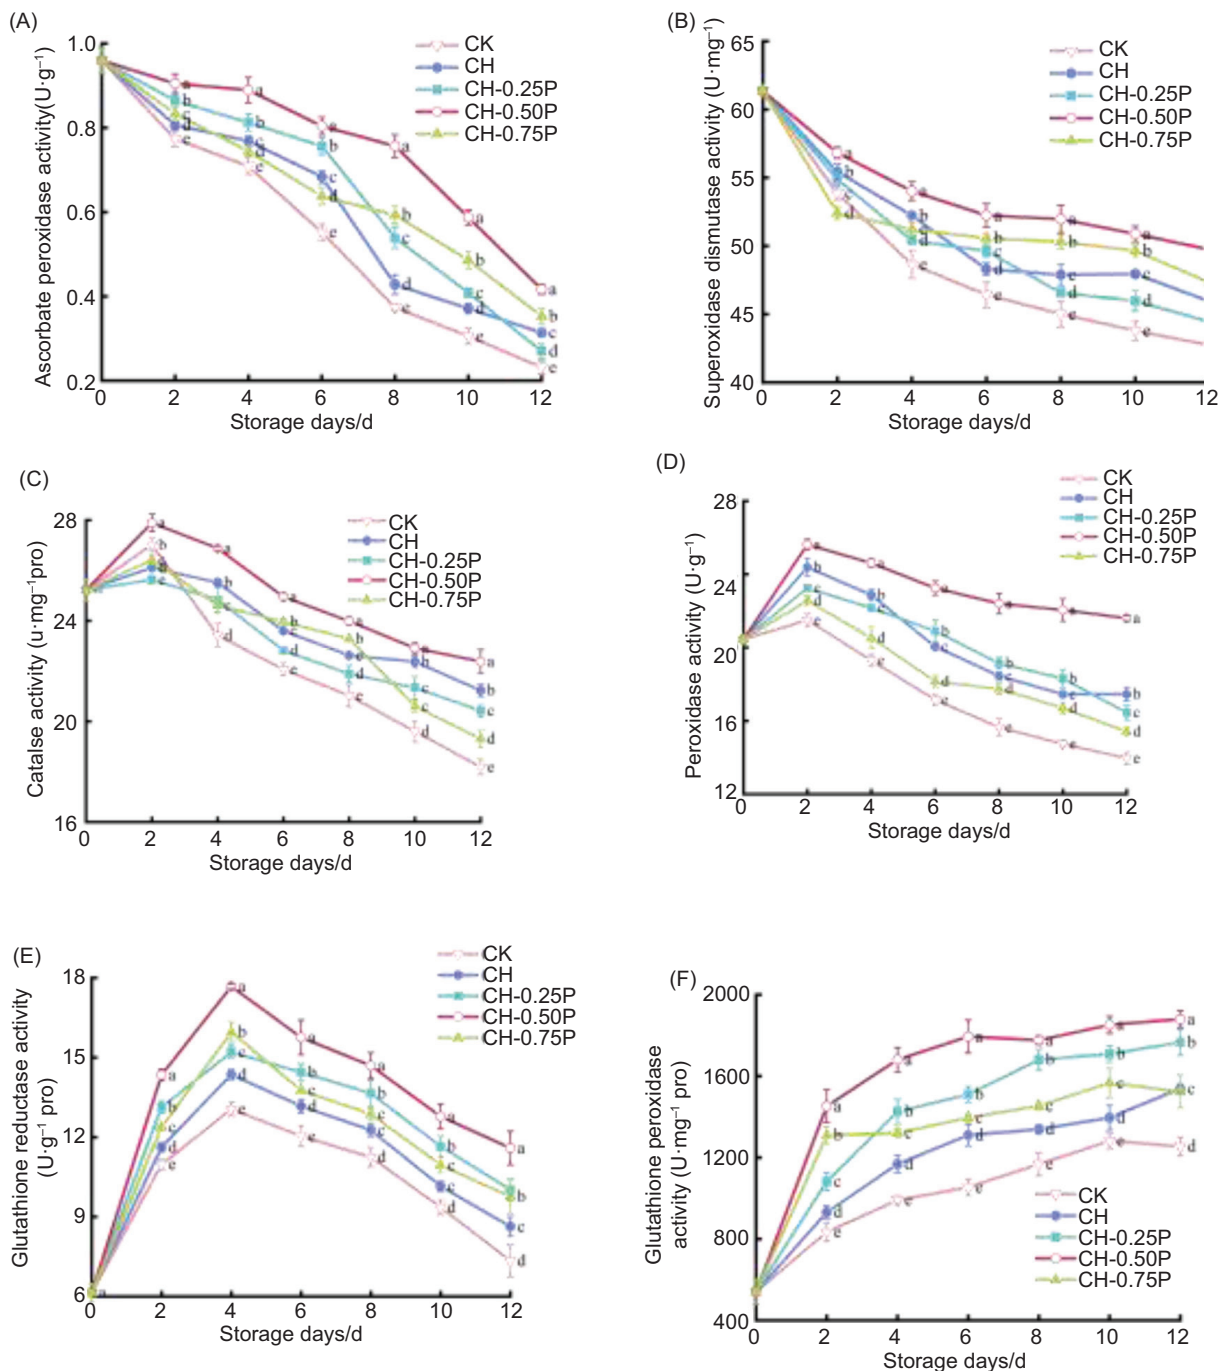 (A)
Ascorbate peroxidase activity(U·g⁻¹)
1.0
0.8
0.6
0.4
0.2
0 2 4 6 8 10 12
Storage days/d
CK
CH
CH-0.25P
CH-0.50P
CH-0.75P
(B)
Superoxidase dismutase activity (U·mg⁻¹)
65
60
55
50
45
40
0 2 4 6 8 10 12
Storage days/d
CK
CH
CH-0.25P
CH-0.50P
CH-0.75P
(C)
Catalse activity (u·mg⁻¹pro)
28
24
20
16
0 2 4 6 8 10 12
Storage days/d
CK
CH
CH-0.25P
CH-0.50P
CH-0.75P
(D)
Peroxidase activity (U·g⁻¹)
28
24
20
16
12
0 2 4 6 8 10 12
Storage days/d
CK
CH
CH-0.25P
CH-0.50P
CH-0.75P
(E)
Glutathione reductase activity
(U·g⁻¹ pro)
18
15
12
9
6
0 2 4 6 8 10 12
Storage days/d
CK
CH
CH-0.25P
CH-0.50P
CH-0.75P
(F)
Glutathione peroxidase
activity (U·mg⁻¹ pro)
2000
1600
1200
800
400
0 2 4 6 8 10 12
Storage days/d
CK
CH
CH-0.25P
CH-0.50P
CH-0.75P